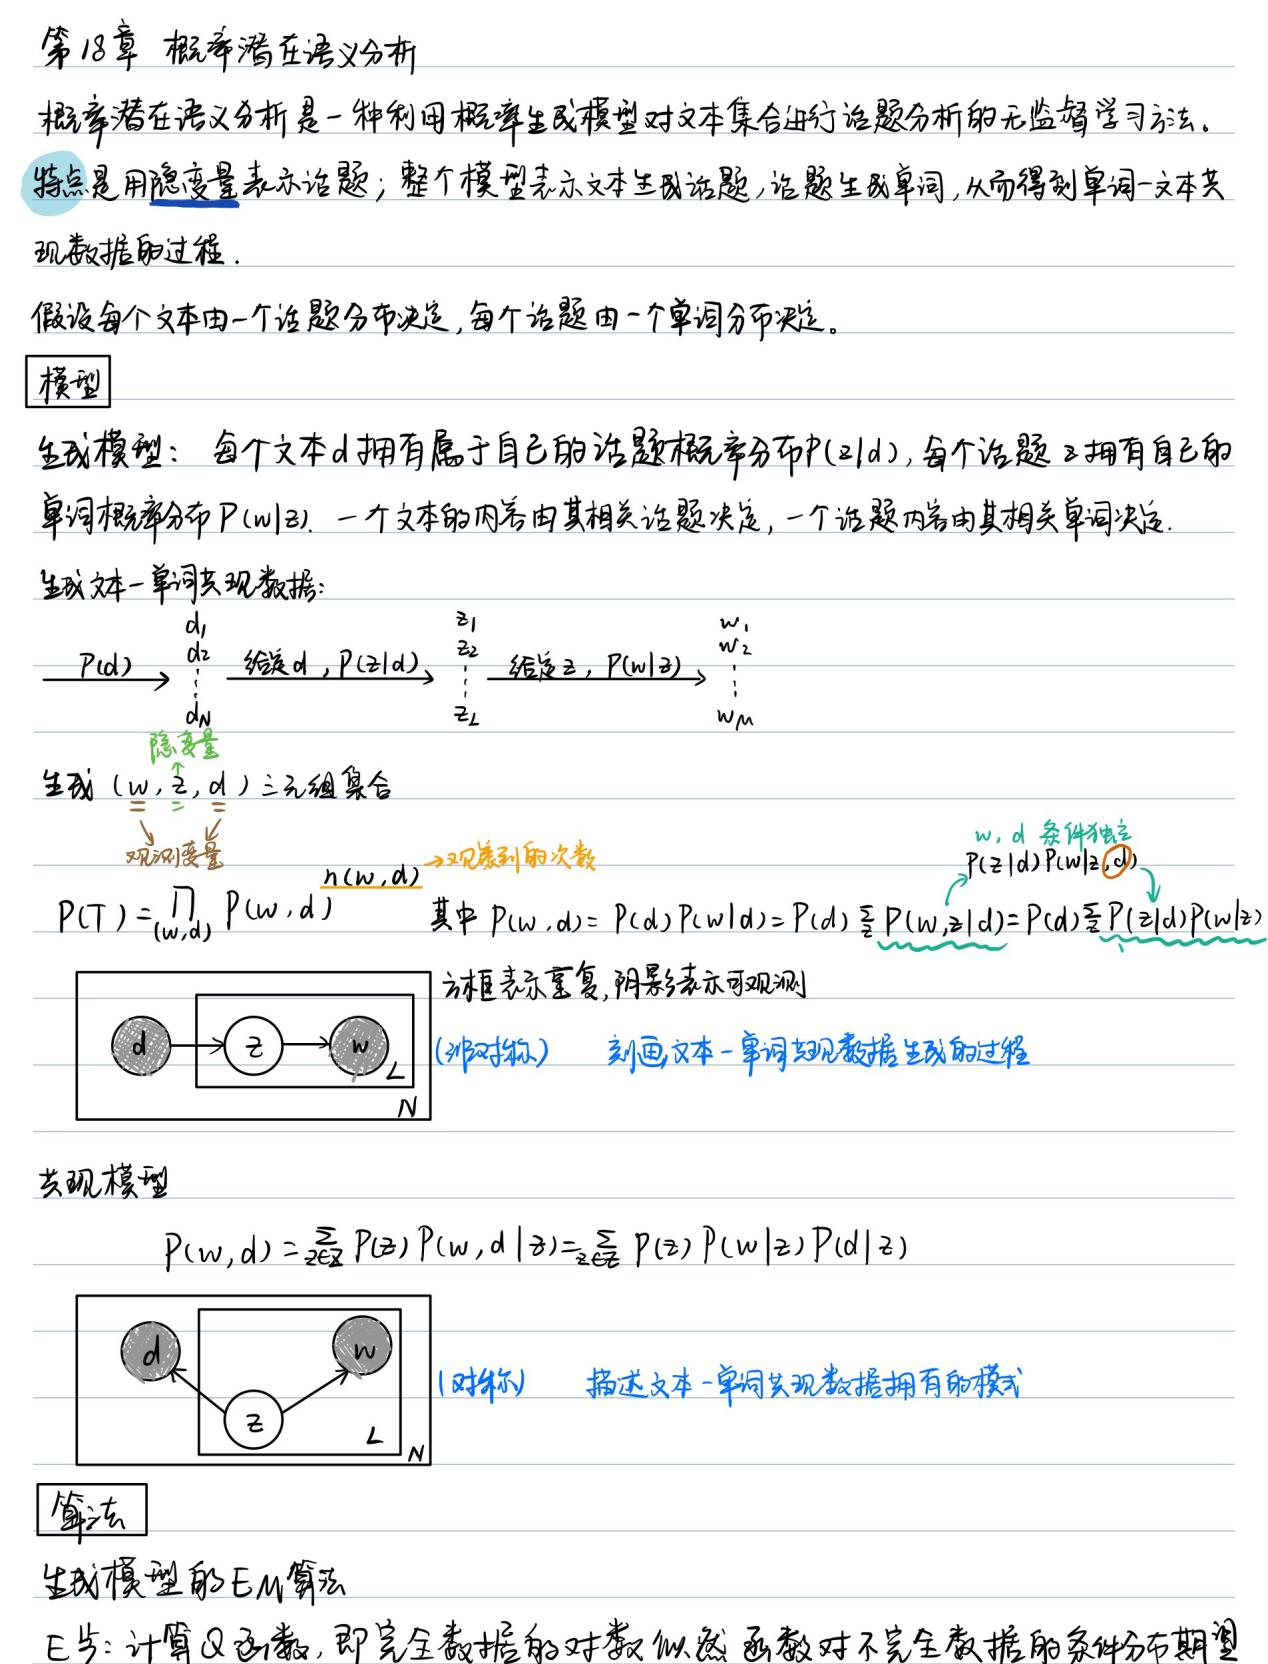 第18章 概率潜在语义分析
概率潜在语义分析是一种利用概率生成模型对文本集合进行话题分析的无监督学习方法。
特点是用隐变量表示话题；整个模型表示文本生成话题，话题生成单词，从而得到单词-文本共
现数据的过程.
假设每个文本由一个话题分布决定，每个话题由一个单词分布决定。
模型
生成模型： 每个文本d拥有属于自己的话题概率分布P(z|d)，每个话题z拥有自己的
单词概率分布P(w|z). 一个文本的内容由其相关话题决定，一个话题内容由其相关单词决定.
生成文本-单词共现数据：
d1 z1 w1
P(d) d2 给定d，P(z|d) z2 给定z，P(w|z) w2
dN zL wM
隐变量
生成 (w, z, d) 三元组集合
观测变量
w，d 条件独立
n(w,d) →观察到的次数 P(z|d)P(w|z,d)
P(T) = ∏(w,d) P(w,d) 其中 P(w,d) = P(d)P(w|d) = P(d) Σz P(w,z|d) = P(d) Σz P(z|d)P(w|z)
方框表示重复，阴影表示可观测
d z w L N
(非对称) 刻画文本-单词共现数据生成的过程
共现模型
P(w,d) = Σz∈Z P(z) P(w,d|z) = Σz∈Z P(z) P(w|z) P(d|z)
d w z L N
(对称) 描述文本-单词共现数据拥有的模式
算法
生成模型的EM算法
E步：计算Q函数，即完全数据的对数似然函数对不完全数据的条件分布期望